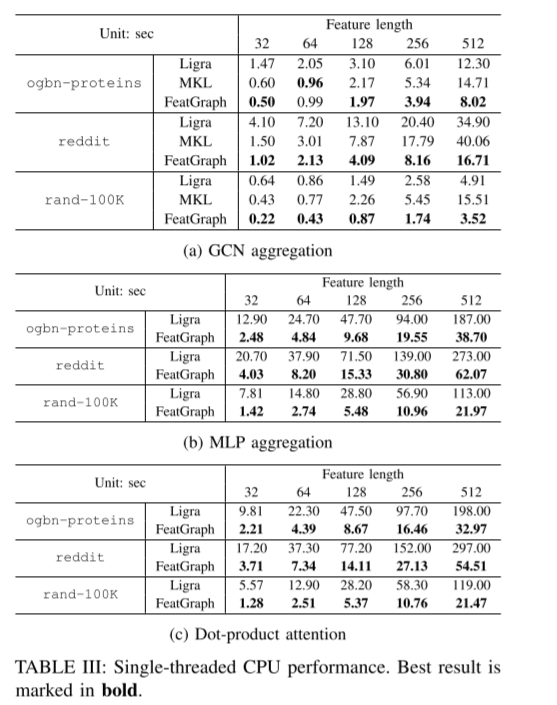 Unit: sec Feature length
32 64 128 256 512
ogbn-proteins Ligra 1.47 2.05 3.10 6.01 12.30
MKL 0.60 0.96 2.17 5.34 14.71
FeatGraph 0.50 0.99 1.97 3.94 8.02
reddit Ligra 4.10 7.20 13.10 20.40 34.90
MKL 1.50 3.01 7.87 17.79 40.06
FeatGraph 1.02 2.13 4.09 8.16 16.71
rand-100K Ligra 0.64 0.86 1.49 2.58 4.91
MKL 0.43 0.77 2.26 5.45 15.51
FeatGraph 0.22 0.43 0.87 1.74 3.52
(a) GCN aggregation
Unit: sec Feature length
32 64 128 256 512
ogbn-proteins Ligra 12.90 24.70 47.70 94.00 187.00
FeatGraph 2.48 4.84 9.68 19.55 38.70
reddit Ligra 20.70 37.90 71.50 139.00 273.00
FeatGraph 4.03 8.20 15.33 30.80 62.07
rand-100K Ligra 7.81 14.80 28.80 56.90 113.00
FeatGraph 1.42 2.74 5.48 10.96 21.97
(b) MLP aggregation
Unit: sec Feature length
32 64 128 256 512
ogbn-proteins Ligra 9.81 22.30 47.50 97.70 198.00
FeatGraph 2.21 4.39 8.67 16.46 32.97
reddit Ligra 17.20 37.30 77.20 152.00 297.00
FeatGraph 3.71 7.34 14.11 27.13 54.51
rand-100K Ligra 5.57 12.90 28.20 58.30 119.00
FeatGraph 1.28 2.51 5.37 10.76 21.47
(c) Dot-product attention
TABLE III: Single-threaded CPU performance. Best result is
marked in bold.